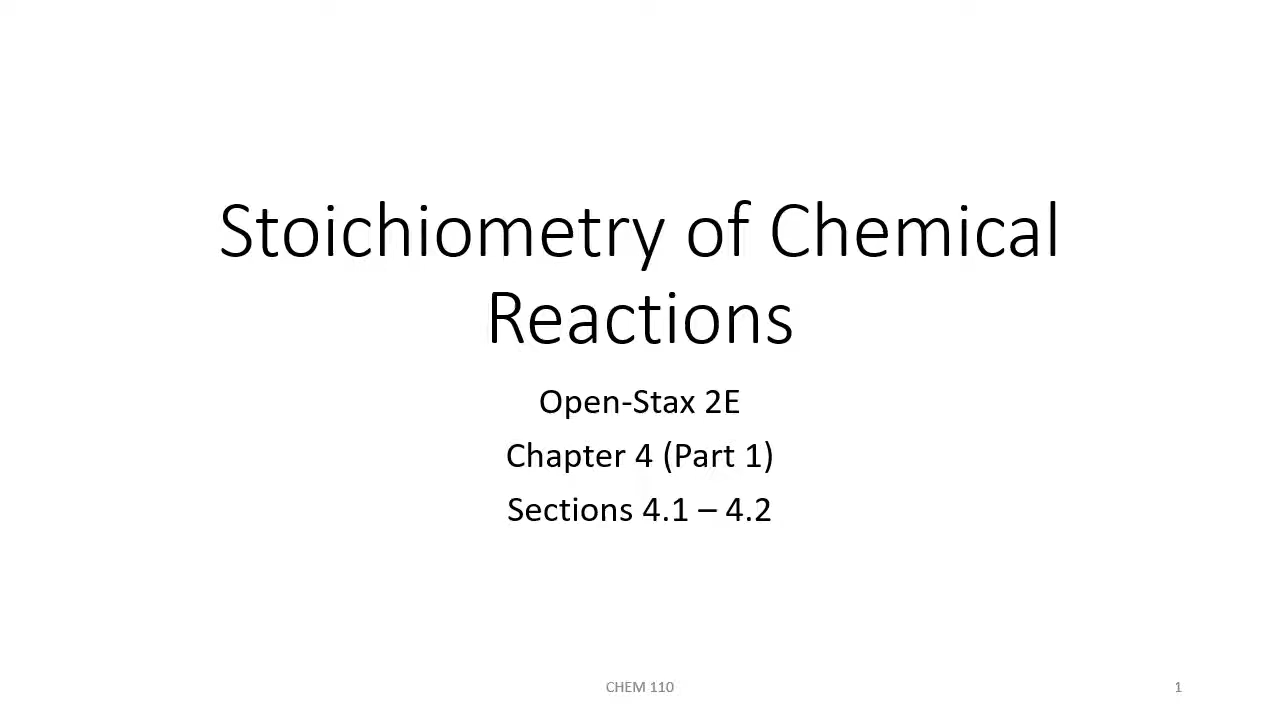 Stoichiometry of Chemical
Reactions
Open-Stax 2E
Chapter 4 (Part 1)
Sections 4.1 – 4.2
CHEM 110
1